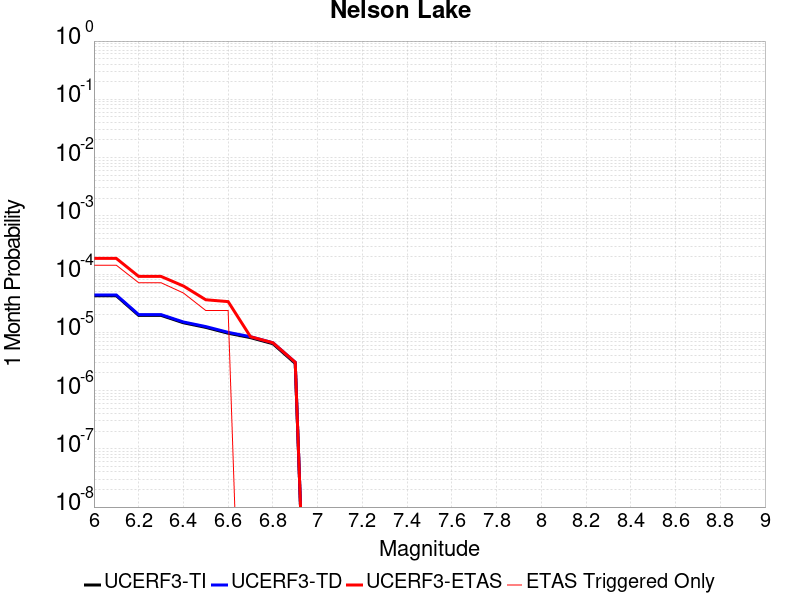 Nelson Lake
10^0
10^-1
10^-2
10^-3
10^-4
10^-5
10^-6
10^-7
10^-8
1 Month Probability
6 6.2 6.4 6.6 6.8 7 7.2 7.4 7.6 7.8 8 8.2 8.4 8.6 8.8 9
Magnitude
UCERF3-TI UCERF3-TD UCERF3-ETAS ETAS Triggered Only